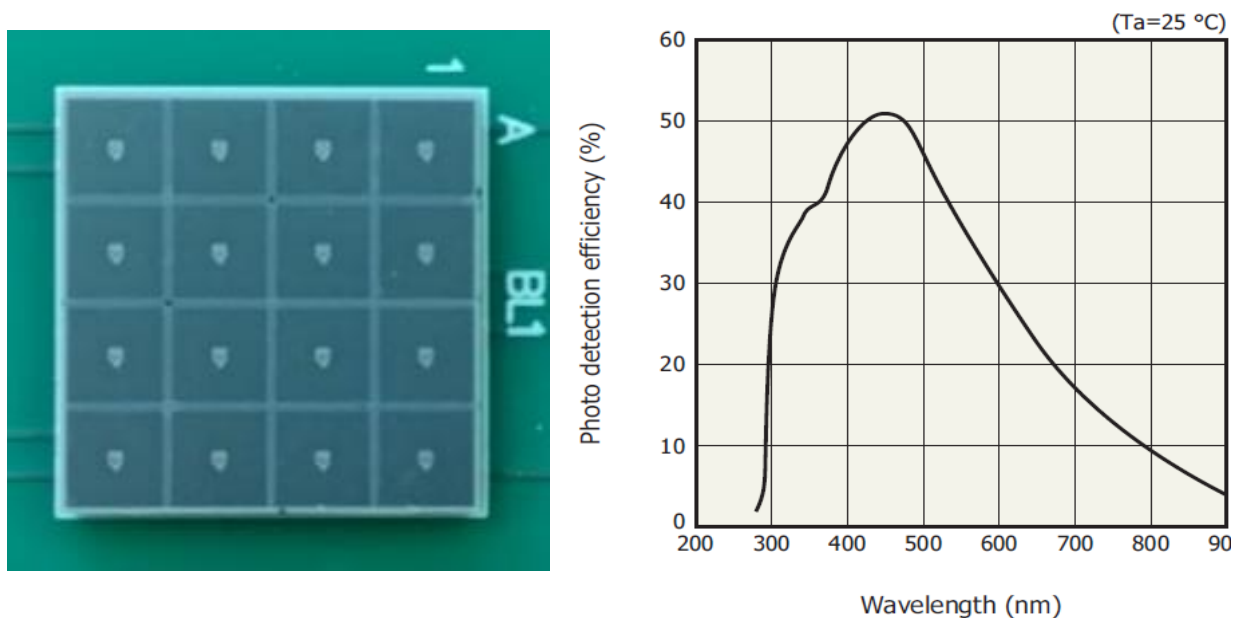 1
A
BL1
(Ta=25 °C)
60
50
40
30
20
10
0
200 300 400 500 600 700 800 90
Photo detection efficiency (%)
Wavelength (nm)